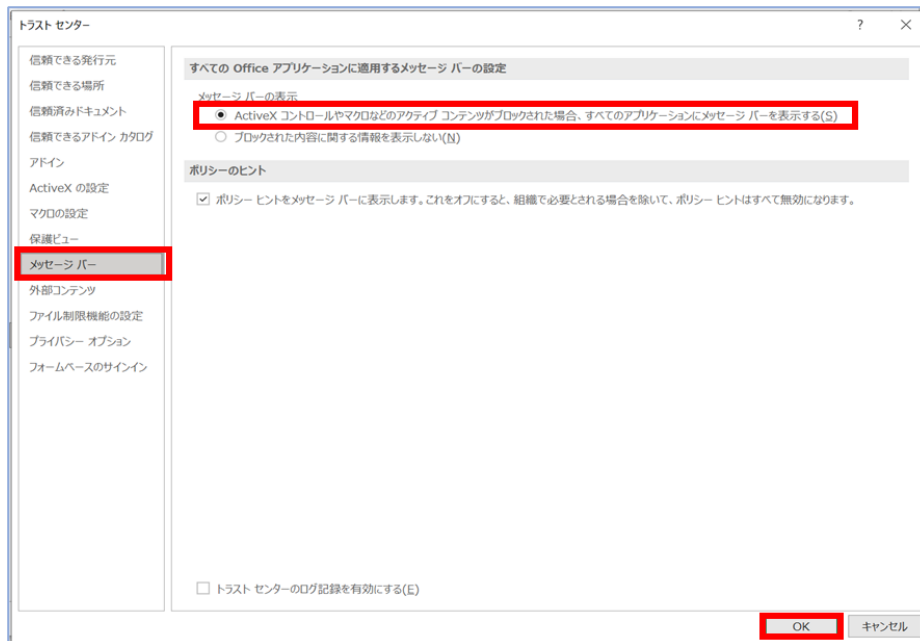 トラスト センター
? ×
信頼できる発行元
信頼できる場所
信頼済みドキュメント
信頼できるアドイン カタログ
アドイン
ActiveX の設定
マクロの設定
保護ビュー
メッセージ バー
外部コンテンツ
ファイル制限機能の設定
プライバシー オプション
フォームベースのサインイン
すべての Office アプリケーションに適用するメッセージ バーの設定
メッセージ バーの表示
ActiveX コントロールやマクロなどのアクティブ コンテンツがブロックされた場合、すべてのアプリケーションにメッセージ バーを表示する(S)
ブロックされた内容に関する情報を表示しない(N)
ポリシーのヒント
ポリシー ヒントをメッセージ バーに表示します。これをオフにすると、組織で必要とされる場合を除いて、ポリシー ヒントはすべて無効になります。
トラスト センターのログ記録を有効にする(E)
OK
キャンセル